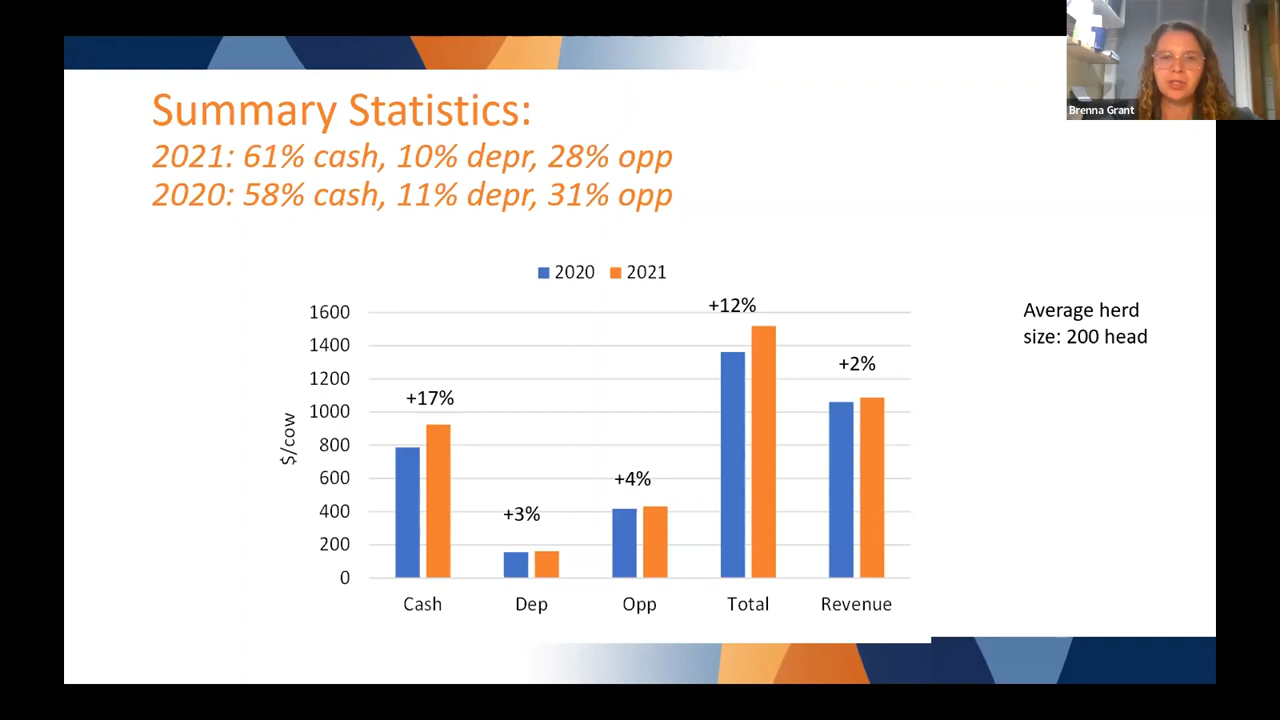 Brenna Grant
Summary Statistics:
2021: 61% cash, 10% depr, 28% opp
2020: 58% cash, 11% depr, 31% opp
2020 2021
Average herd
size: 200 head
$/cow
1600
1400
1200
1000
800
600
400
200
0
+17%
+3%
+4%
+12%
+2%
Cash Dep Opp Total Revenue